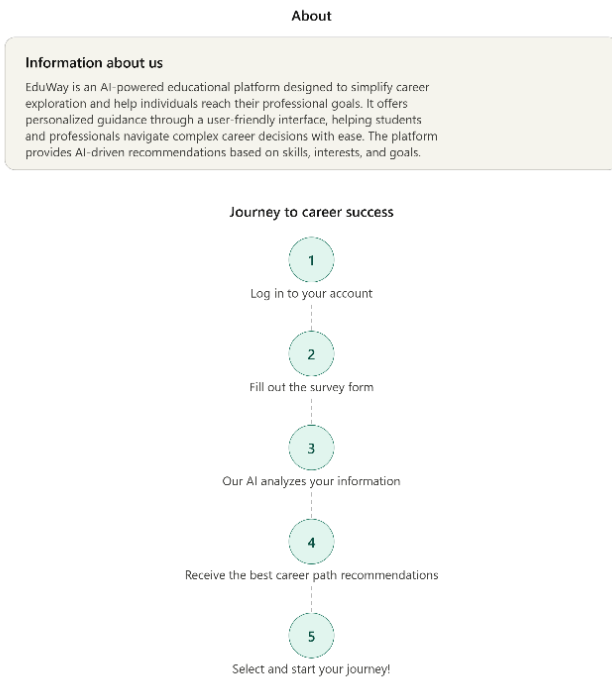 About
Information about us
EduWay is an AI-powered educational platform designed to simplify career
exploration and help individuals reach their professional goals. It offers
personalized guidance through a user-friendly interface, helping students
and professionals navigate complex career decisions with ease. The platform
provides AI-driven recommendations based on skills, interests, and goals.
Journey to career success
1
Log in to your account
2
Fill out the survey form
3
Our AI analyzes your information
4
Receive the best career path recommendations
5
Select and start your journey!